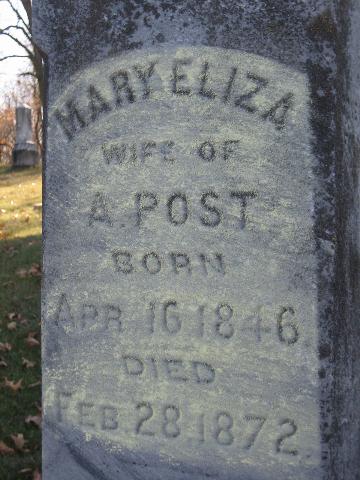 MARY ELIZA
WIFE OF
A. POST
BORN
APR 16 1846
DIED
FEB. 28. 1872.